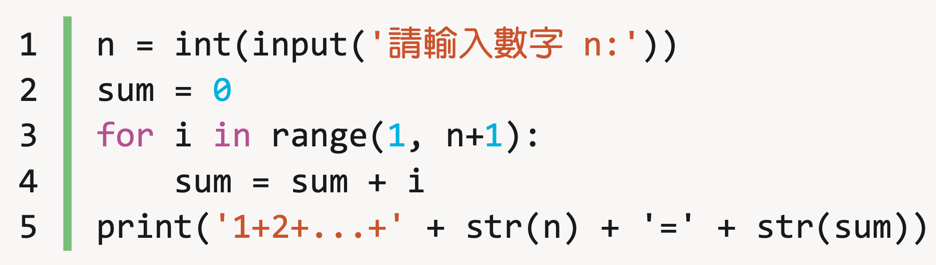 1 n = int(input('請輸入數字 n:'))
2 sum = 0
3 for i in range(1, n+1):
4     sum = sum + i
5 print('1+2+...+' + str(n) + '=' + str(sum))